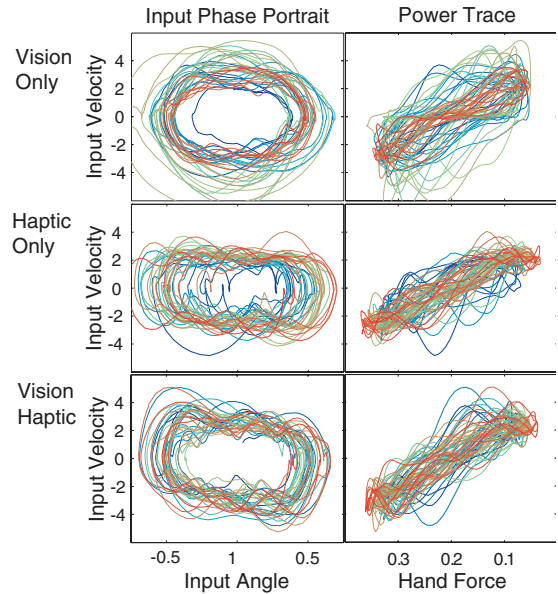 Input Phase Portrait
Power Trace
Vision
Only
Input Velocity
4
2
0
-2
-4
Haptic
Only
Input Velocity
4
2
0
-2
-4
Vision
Haptic
Input Velocity
4
2
0
-2
-4
-0.5
1
0.5
0.3
0.2
0.1
Input Angle
Hand Force